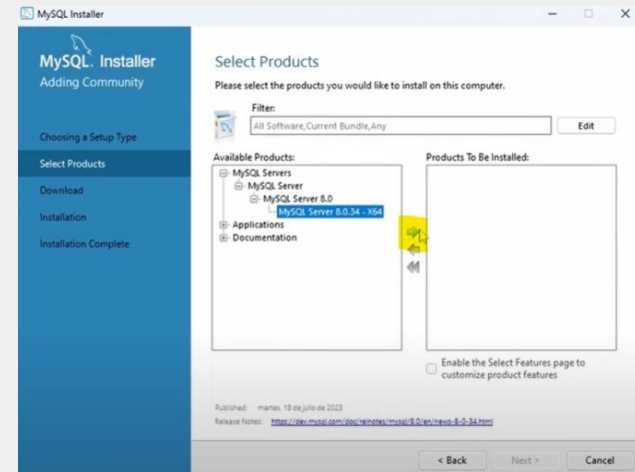 MySQL Installer
MySQL. Installer
Adding Community
Choosing a Setup Type
Select Products
Download
Installation
Installation Complete
Select Products
Please select the products you would like to install on this computer.
Filter:
All Software,Current Bundle,Any
Edit
Available Products:
MySQL Servers
MySQL Server
MySQL Server 8.0
MySQL Server 8.0.34 - X64
Applications
Documentation
Products To Be Installed:
Enable the Select Features page to
customize product features
Published: martes, 18 de julio de 2023
Release Notes: https://dev.mysql.com/doc/relnotes/mysql/8.0/en/news-8-0-34.html
< Back
Next >
Cancel